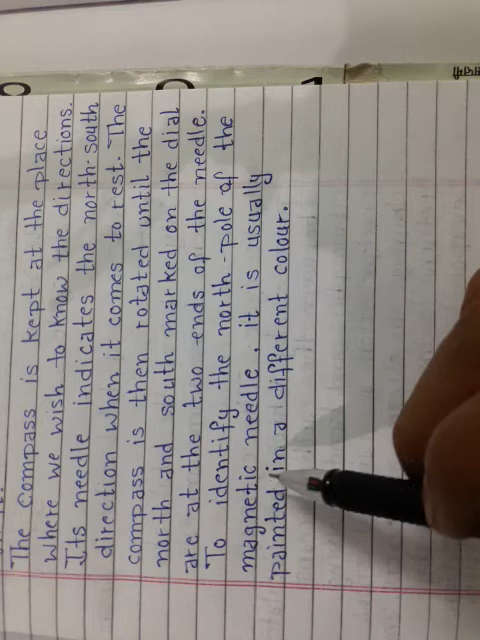 The Compass is kept at the place
where we wish to know the directions.
Its needle indicates the north-south
direction when it comes to rest. The
compass is then rotated until the
north and south marked on the dial
are at the two ends of the needle.
To identify the north-pole of the
magnetic needle, it is usually
painted in a different colour.